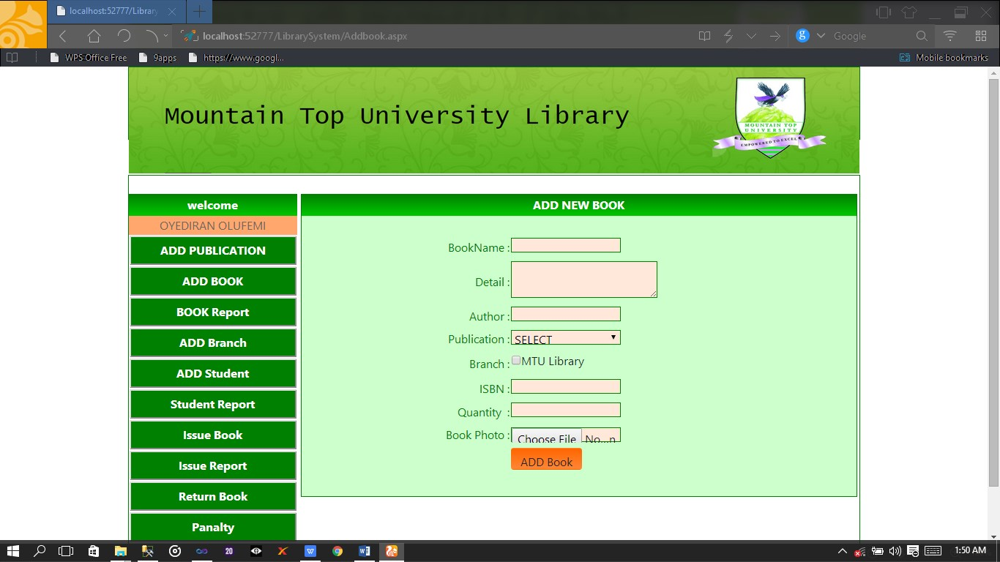 localhost:52777/Library
localhost:52777/LibrarySystem/Addbook.aspx
g
Google
WPS Office Free
9apps
https://www.googl...
Mobile bookmarks
Mountain Top University Library
MOUNTAIN TOP
UNIVERSITY
EMPOWERED TO EXCEL
welcome
OYEDIRAN OLUFEMI
ADD PUBLICATION
ADD BOOK
BOOK Report
ADD Branch
ADD Student
Student Report
Issue Book
Issue Report
Return Book
Panalty
ADD NEW BOOK
BookName :
Detail :
Author :
Publication : SELECT
Branch : MTU Library
ISBN :
Quantity :
Book Photo : Choose File No...n
ADD Book
20
W
W
1:50 AM